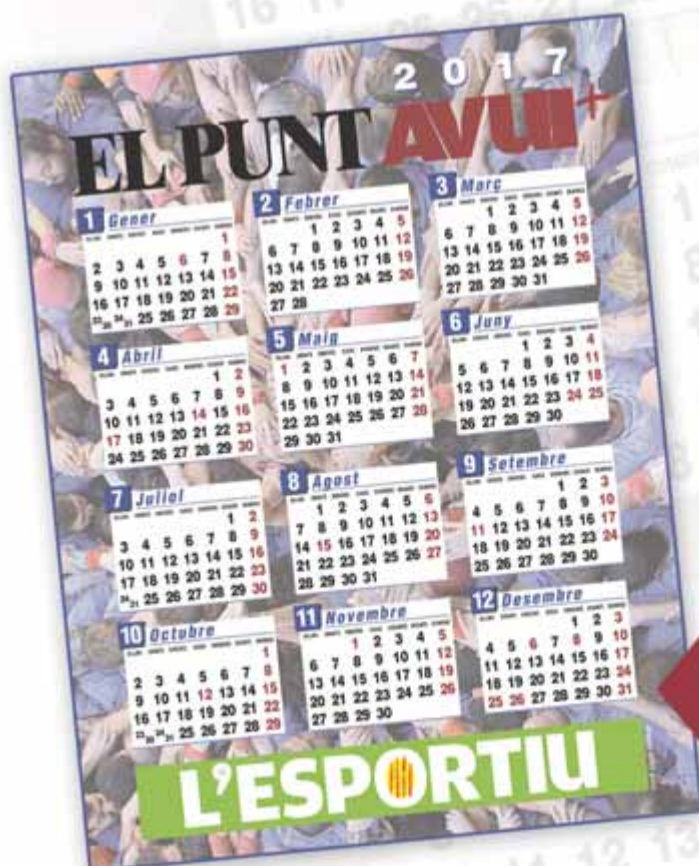 2017
EL PUNT AVUI+
1 Gener
1
2 3 4 5 6 7 8
9 10 11 12 13 14 15
16 17 18 19 20 21 22
23/30 24/31 25 26 27 28 29
2 Febrer
1 2 3 4 5
6 7 8 9 10 11 12
13 14 15 16 17 18 19
20 21 22 23 24 25 26
27 28
3 Març
1 2 3 4 5
6 7 8 9 10 11 12
13 14 15 16 17 18 19
20 21 22 23 24 25 26
27 28 29 30 31
4 Abril
1 2
3 4 5 6 7 8 9
10 11 12 13 14 15 16
17 18 19 20 21 22 23
24 25 26 27 28 29 30
5 Maig
1 2 3 4 5 6 7
8 9 10 11 12 13 14
15 16 17 18 19 20 21
22 23 24 25 26 27 28
29 30 31
6 Juny
1 2 3 4
5 6 7 8 9 10 11
12 13 14 15 16 17 18
19 20 21 22 23 24 25
26 27 28 29 30
7 Juliol
1 2
3 4 5 6 7 8 9
10 11 12 13 14 15 16
17 18 19 20 21 22 23
24/31 25 26 27 28 29 30
8 Agost
1 2 3 4 5 6
7 8 9 10 11 12 13
14 15 16 17 18 19 20
21 22 23 24 25 26 27
28 29 30 31
9 Setembre
1 2 3
4 5 6 7 8 9 10
11 12 13 14 15 16 17
18 19 20 21 22 23 24
25 26 27 28 29 30
10 Octubre
1
2 3 4 5 6 7 8
9 10 11 12 13 14 15
16 17 18 19 20 21 22
23/30 24/31 25 26 27 28 29
11 Novembre
1 2 3 4 5
6 7 8 9 10 11 12
13 14 15 16 17 18 19
20 21 22 23 24 25 26
27 28 29 30
12 Desembre
1 2 3
4 5 6 7 8 9 10
11 12 13 14 15 16 17
18 19 20 21 22 23 24
25 26 27 28 29 30 31
L'ESPORTIU